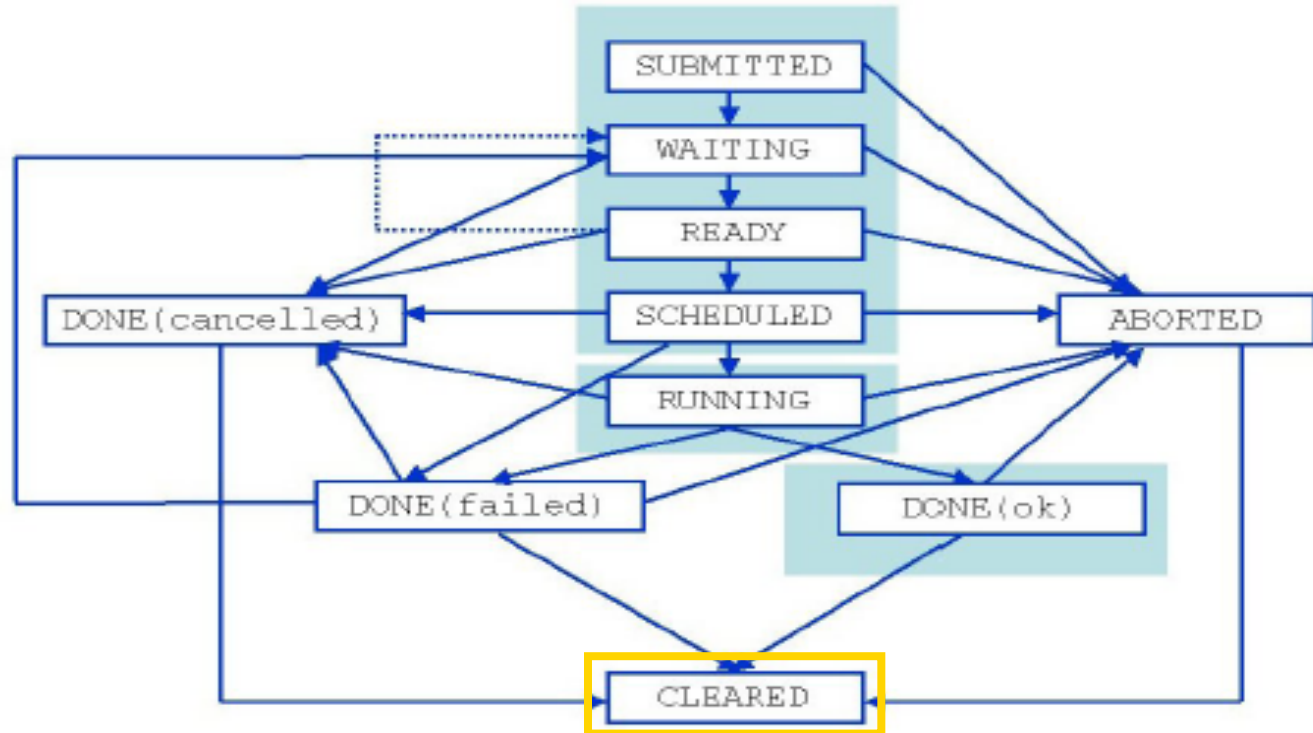 SUBMITTED
WAITING
READY
DONE(cancelled)
SCHEDULED
ABORTED
RUNNING
DONE(failed)
DONE(ok)
CLEARED